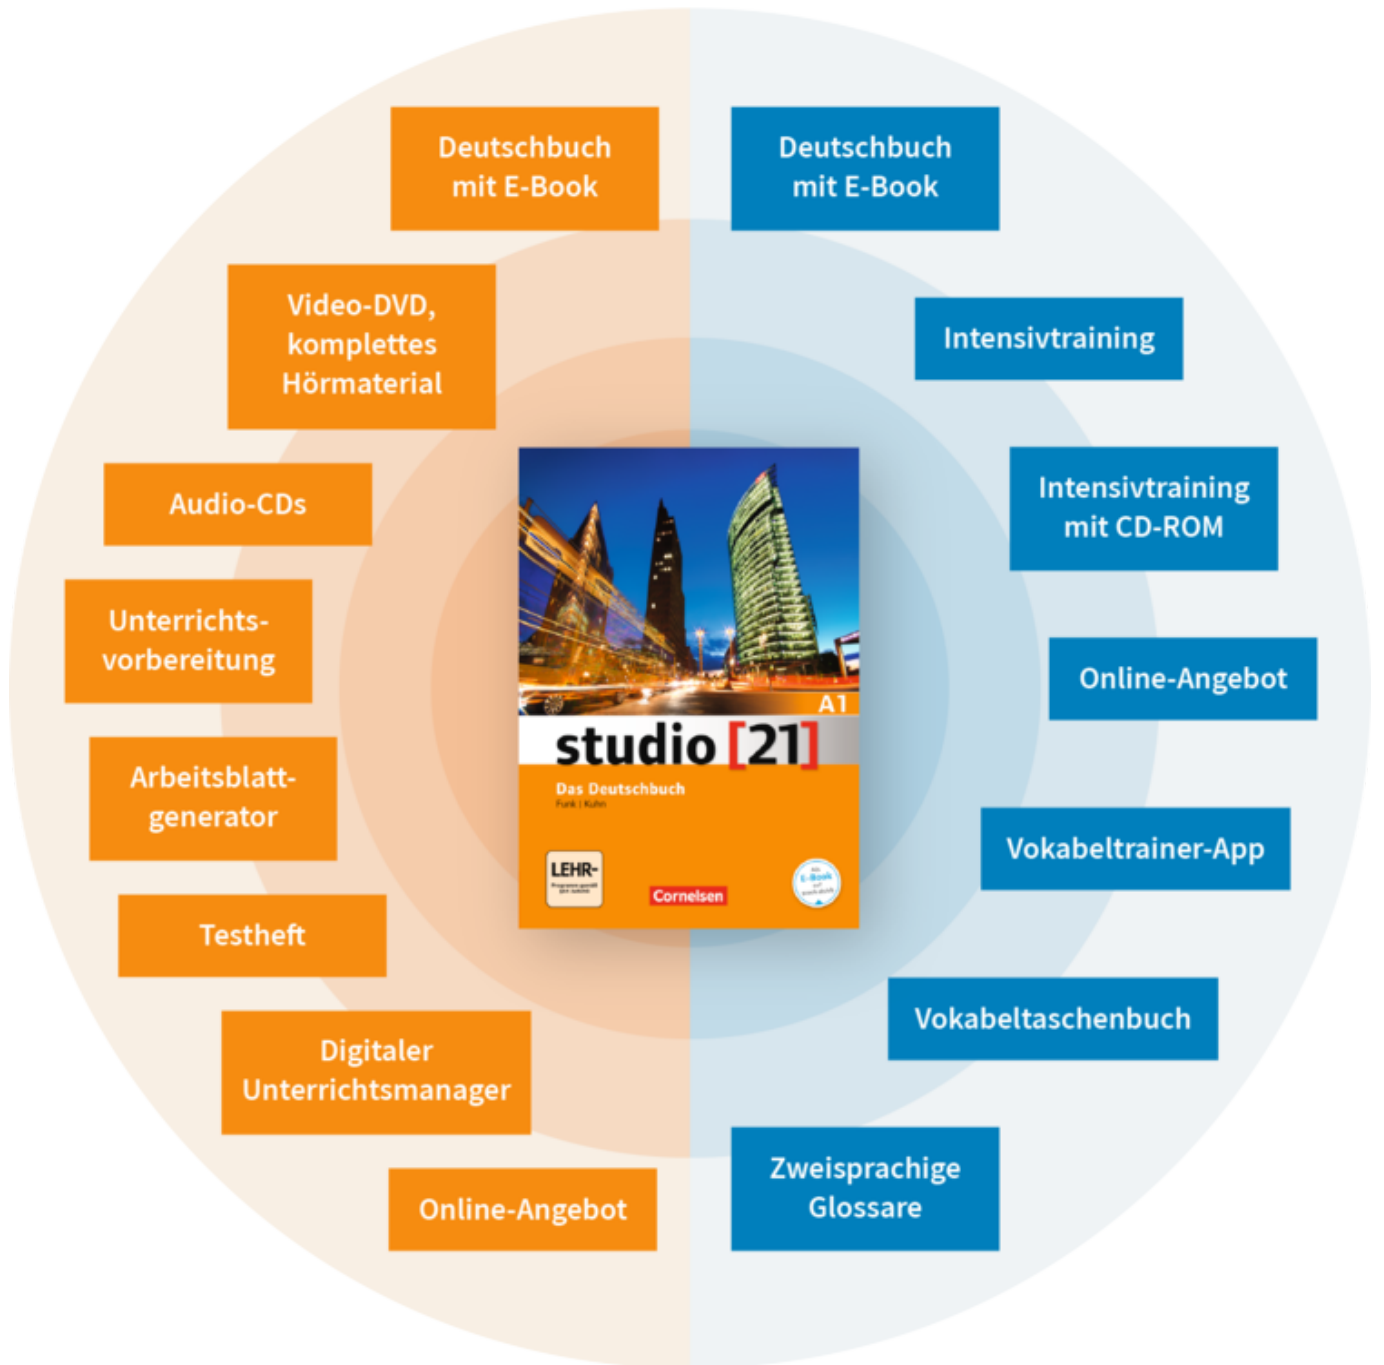 Deutschbuch
mit E-Book
Video-DVD,
komplettes
Hörmaterial
Audio-CDs
Unterrichts-
vorbereitung
Arbeitsblatt-
generator
Testheft
Digitaler
Unterrichtsmanager
Online-Angebot
A1
studio [21]
Das Deutschbuch
Funk | Kuhn
LEHR-
Cornelsen
E-Book
Deutschbuch
mit E-Book
Intensivtraining
Intensivtraining
mit CD-ROM
Online-Angebot
Vokabeltrainer-App
Vokabeltaschenbuch
Zweisprachige
Glossare